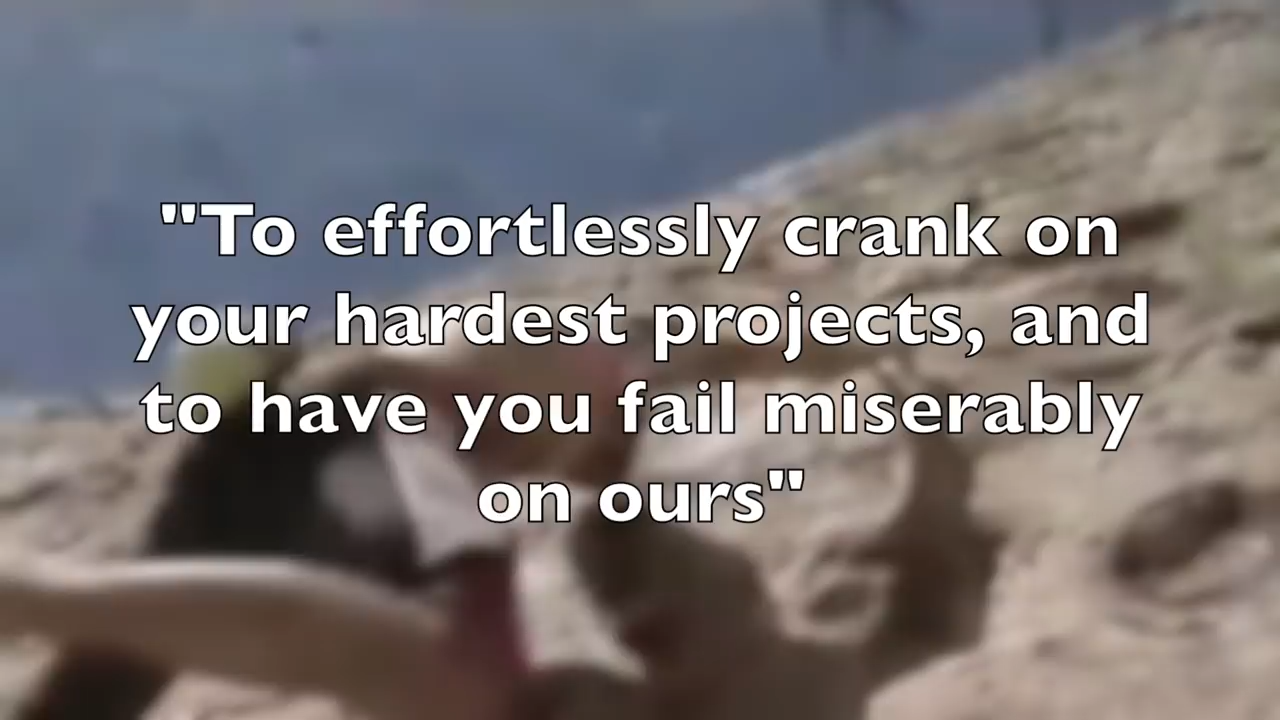 "To effortlessly crank on
your hardest projects, and
to have you fail miserably
on ours"